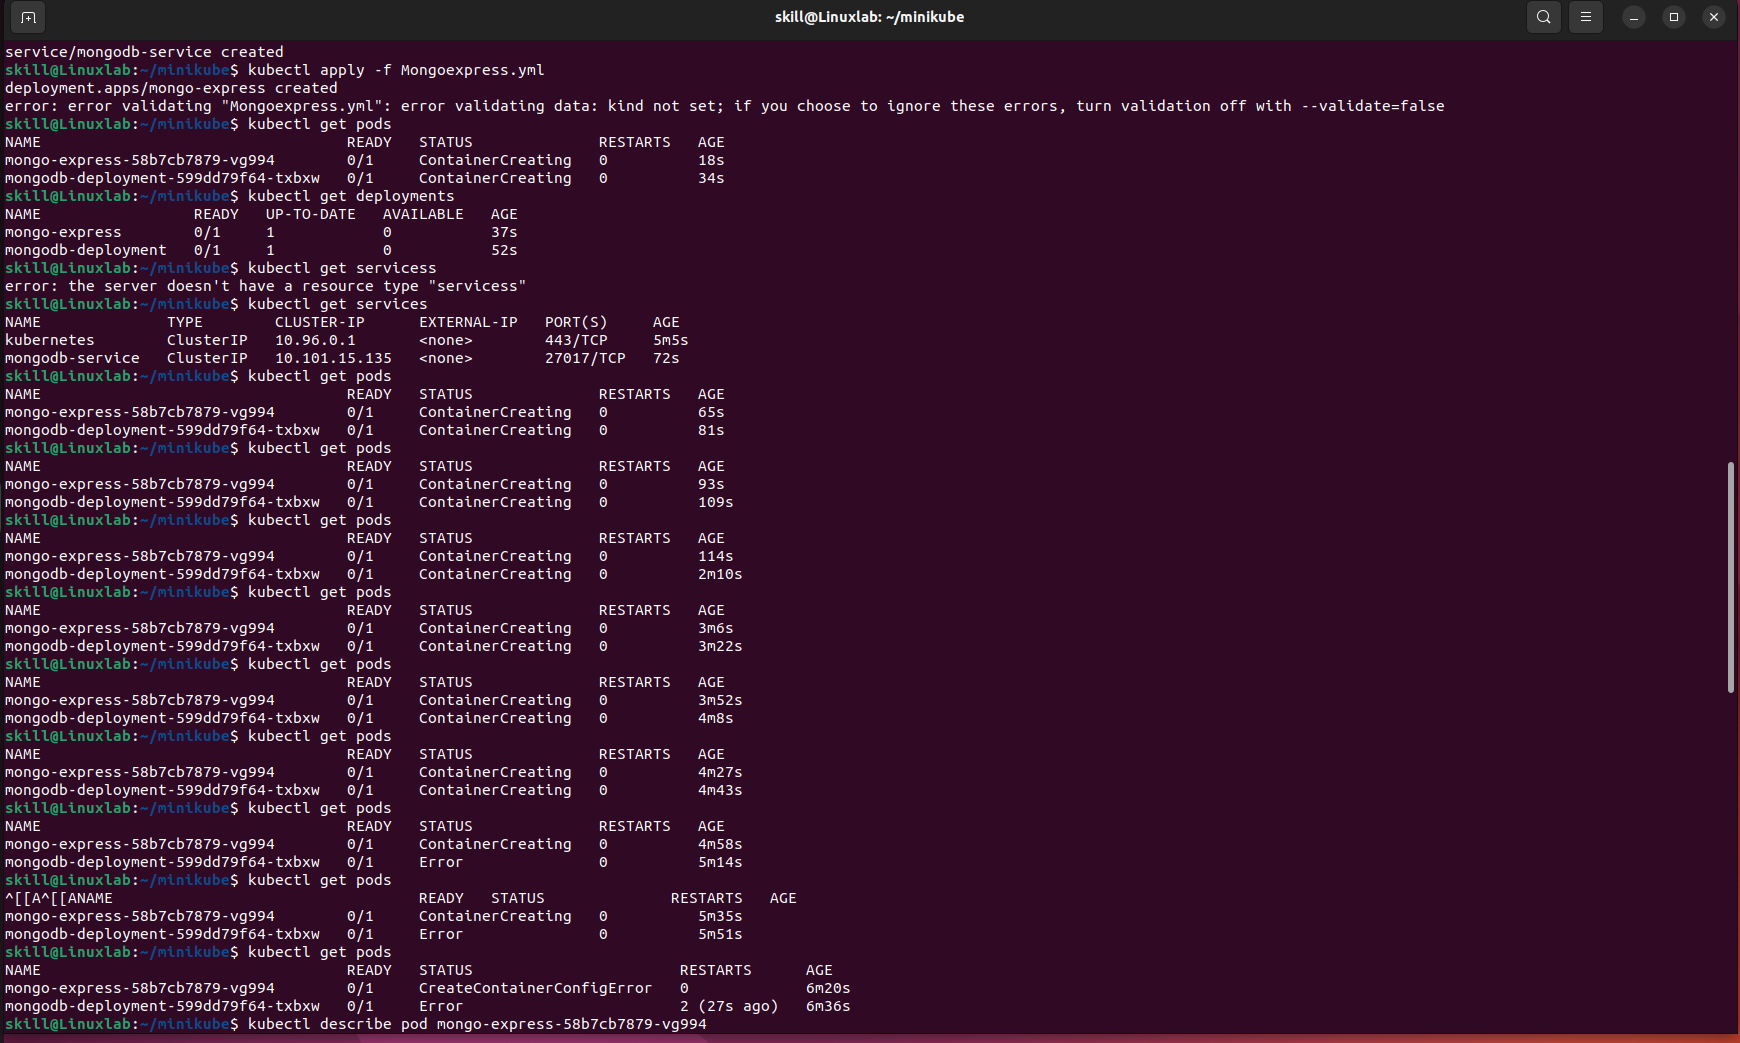 skill@Linuxlab: ~/minikube
service/mongodb-service created
skill@Linuxlab:~/minikube$ kubectl apply -f Mongoexpress.yml
deployment.apps/mongo-express created
error: error validating "Mongoexpress.yml": error validating data: kind not set; if you choose to ignore these errors, turn validation off with --validate=false
skill@Linuxlab:~/minikube$ kubectl get pods
NAME                                  READY   STATUS              RESTARTS   AGE
mongo-express-58b7cb7879-vg994        0/1     ContainerCreating   0          18s
mongodb-deployment-599dd79f64-txbxw   0/1     ContainerCreating   0          34s
skill@Linuxlab:~/minikube$ kubectl get deployments
NAME                 READY   UP-TO-DATE   AVAILABLE   AGE
mongo-express        0/1     1            0           37s
mongodb-deployment   0/1     1            0           52s
skill@Linuxlab:~/minikube$ kubectl get servicess
error: the server doesn't have a resource type "servicess"
skill@Linuxlab:~/minikube$ kubectl get services
NAME              TYPE        CLUSTER-IP      EXTERNAL-IP   PORT(S)     AGE
kubernetes        ClusterIP   10.96.0.1       <none>        443/TCP     5m5s
mongodb-service   ClusterIP   10.101.15.135   <none>        27017/TCP   72s
skill@Linuxlab:~/minikube$ kubectl get pods
NAME                                  READY   STATUS              RESTARTS   AGE
mongo-express-58b7cb7879-vg994        0/1     ContainerCreating   0          65s
mongodb-deployment-599dd79f64-txbxw   0/1     ContainerCreating   0          81s
skill@Linuxlab:~/minikube$ kubectl get pods
NAME                                  READY   STATUS              RESTARTS   AGE
mongo-express-58b7cb7879-vg994        0/1     ContainerCreating   0          93s
mongodb-deployment-599dd79f64-txbxw   0/1     ContainerCreating   0          109s
skill@Linuxlab:~/minikube$ kubectl get pods
NAME                                  READY   STATUS              RESTARTS   AGE
mongo-express-58b7cb7879-vg994        0/1     ContainerCreating   0          114s
mongodb-deployment-599dd79f64-txbxw   0/1     ContainerCreating   0          2m10s
skill@Linuxlab:~/minikube$ kubectl get pods
NAME                                  READY   STATUS              RESTARTS   AGE
mongo-express-58b7cb7879-vg994        0/1     ContainerCreating   0          3m6s
mongodb-deployment-599dd79f64-txbxw   0/1     ContainerCreating   0          3m22s
skill@Linuxlab:~/minikube$ kubectl get pods
NAME                                  READY   STATUS              RESTARTS   AGE
mongo-express-58b7cb7879-vg994        0/1     ContainerCreating   0          3m52s
mongodb-deployment-599dd79f64-txbxw   0/1     ContainerCreating   0          4m8s
skill@Linuxlab:~/minikube$ kubectl get pods
NAME                                  READY   STATUS              RESTARTS   AGE
mongo-express-58b7cb7879-vg994        0/1     ContainerCreating   0          4m27s
mongodb-deployment-599dd79f64-txbxw   0/1     ContainerCreating   0          4m43s
skill@Linuxlab:~/minikube$ kubectl get pods
NAME                                  READY   STATUS              RESTARTS   AGE
mongo-express-58b7cb7879-vg994        0/1     ContainerCreating   0          4m58s
mongodb-deployment-599dd79f64-txbxw   0/1     Error               0          5m14s
skill@Linuxlab:~/minikube$ kubectl get pods
^[[A^[[ANAME                                  READY   STATUS              RESTARTS   AGE
mongo-express-58b7cb7879-vg994        0/1     ContainerCreating   0          5m35s
mongodb-deployment-599dd79f64-txbxw   0/1     Error               0          5m51s
skill@Linuxlab:~/minikube$ kubectl get pods
NAME                                  READY   STATUS                       RESTARTS      AGE
mongo-express-58b7cb7879-vg994        0/1     CreateContainerConfigError   0             6m20s
mongodb-deployment-599dd79f64-txbxw   0/1     Error                        2 (27s ago)   6m36s
skill@Linuxlab:~/minikube$ kubectl describe pod mongo-express-58b7cb7879-vg994